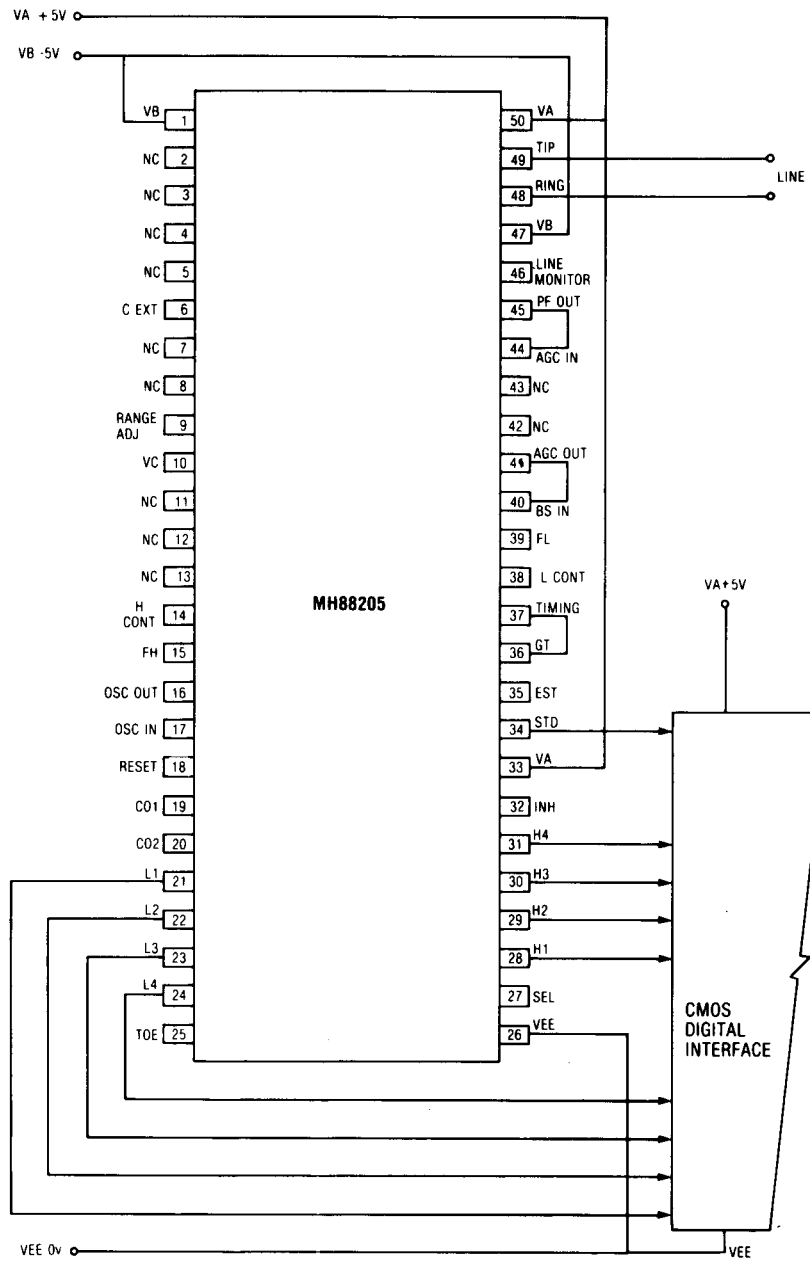 VA + 5V
VB -5V
VB 1
NC 2
NC 3
NC 4
NC 5
C EXT 6
NC 7
NC 8
RANGE
ADJ 9
VC 10
NC 11
NC 12
NC 13
H
CONT 14
FH 15
OSC OUT 16
OSC IN 17
RESET 18
CO1 19
CO2 20
L1 21
L2 22
L3 23
L4 24
TOE 25
MH88205
50 VA
49 TIP
48 RING
47 VB
46 LINE
MONITOR
45 PF OUT
44 AGC IN
43 NC
42 NC
41 AGC OUT
40 BS IN
39 FL
38 L CONT
37 TIMING
36 GT
35 EST
34 STD
33 VA
32 INH
31 H4
30 H3
29 H2
28 H1
27 SEL
26 VEE
LINE
VA+5V
CMOS
DIGITAL
INTERFACE
VEE 0v
VEE